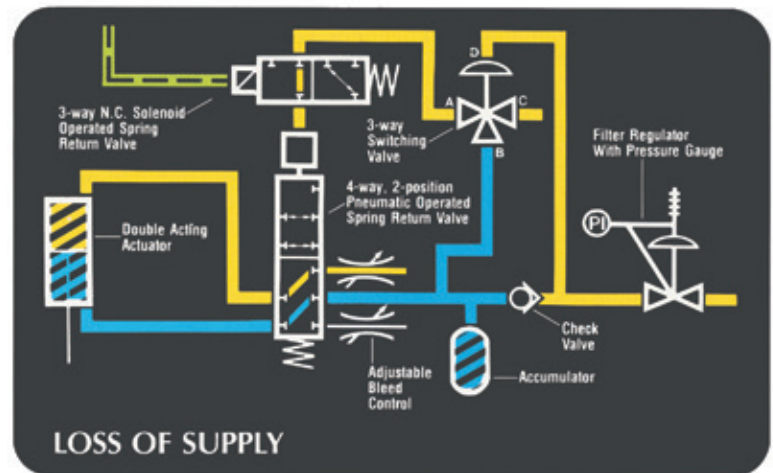 D
3-way N.C. Solenoid
Operated Spring
Return Valve
A
C
3-way
Switching
Valve
B
Filter Regulator
With Pressure Gauge
4-way, 2-position
Pneumatic Operated
Spring Return Valve
PI
Double Acting
Actuator
Check
Valve
Adjustable
Bleed
Control
Accumulator
LOSS OF SUPPLY